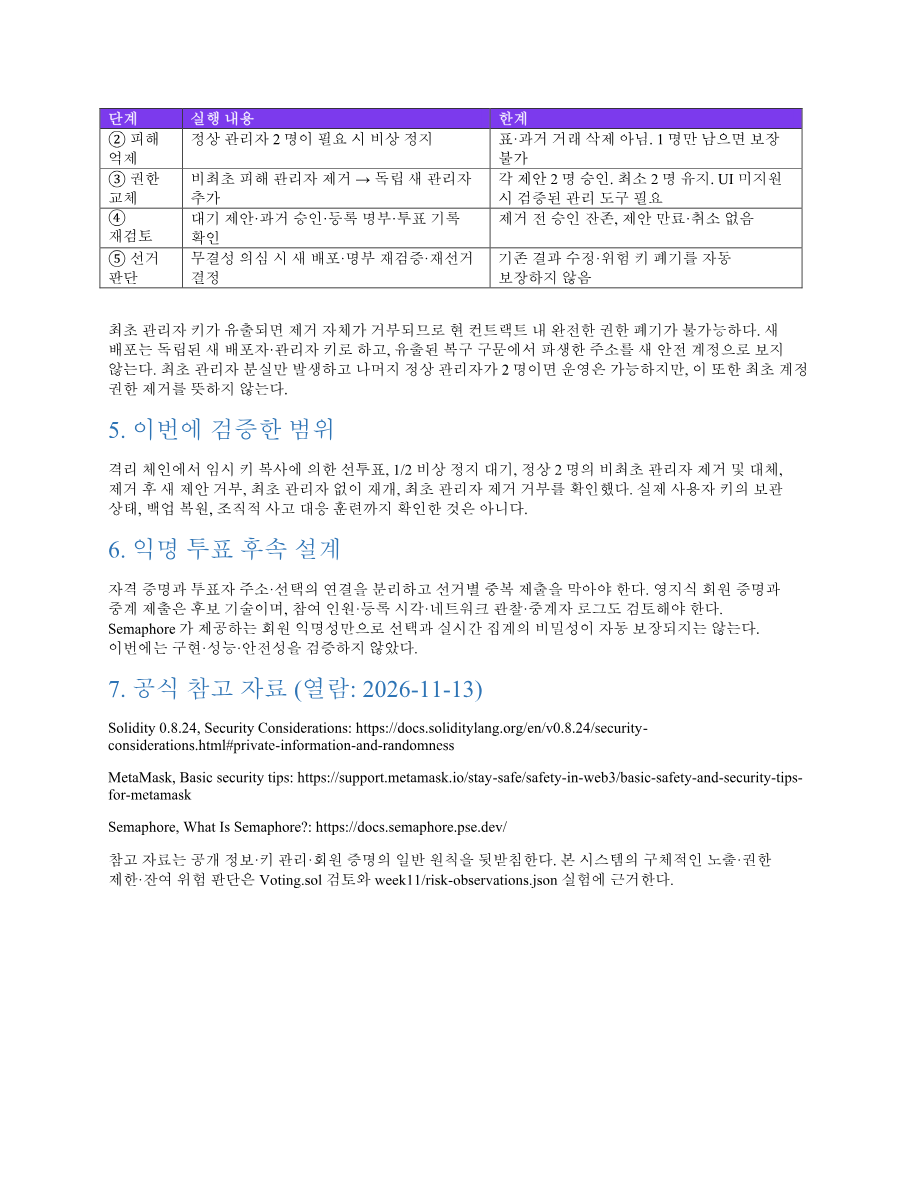 단계 실행 내용 한계
② 피해 정상 관리자 2 명이 필요 시 비상 정지 표·과거 거래 삭제 아님. 1 명만 남으면 보장
억제 불가
③ 권한 비최초 피해 관리자 제거 → 독립 새 관리자 각 제안 2 명 승인. 최소 2 명 유지. UI 미지원
교체 추가 시 검증된 관리 도구 필요
④ 대기 제안·과거 승인·등록 명부·투표 기록 제거 전 승인 잔존, 제안 만료·취소 없음
재검토 확인
⑤ 선거 무결성 의심 시 새 배포·명부 재검증·재선거 기존 결과 수정·위험 키 폐기를 자동
판단 결정 보장하지 않음
최초 관리자 키가 유출되면 제거 자체가 거부되므로 현 컨트랙트 내 완전한 권한 폐기가 불가능하다. 새
배포는 독립된 새 배포자·관리자 키로 하고, 유출된 복구 구문에서 파생한 주소를 새 안전 계정으로 보지
않는다. 최초 관리자 분실만 발생하고 나머지 정상 관리자가 2 명이면 운영은 가능하지만, 이 또한 최초 계정
권한 제거를 뜻하지 않는다.
5. 이번에 검증한 범위
격리 체인에서 임시 키 복사에 의한 선투표, 1/2 비상 정지 대기, 정상 2 명의 비최초 관리자 제거 및 대체,
제거 후 새 제안 거부, 최초 관리자 없이 재개, 최초 관리자 제거 거부를 확인했다. 실제 사용자 키의 보관
상태, 백업 복원, 조직적 사고 대응 훈련까지 확인한 것은 아니다.
6. 익명 투표 후속 설계
자격 증명과 투표자 주소·선택의 연결을 분리하고 선거별 중복 제출을 막아야 한다. 영지식 회원 증명과
중계 제출은 후보 기술이며, 참여 인원·등록 시각·네트워크 관찰·중계자 로그도 검토해야 한다.
Semaphore 가 제공하는 회원 익명성만으로 선택과 실시간 집계의 비밀성이 자동 보장되지는 않는다.
이번에는 구현·성능·안전성을 검증하지 않았다.
7. 공식 참고 자료 (열람: 2026-11-13)
Solidity 0.8.24, Security Considerations: https://docs.soliditylang.org/en/v0.8.24/security-
considerations.html#private-information-and-randomness
MetaMask, Basic security tips: https://support.metamask.io/stay-safe/safety-in-web3/basic-safety-and-security-tips-
for-metamask
Semaphore, What Is Semaphore?: https://docs.semaphore.pse.dev/
참고 자료는 공개 정보·키 관리·회원 증명의 일반 원칙을 뒷받침한다. 본 시스템의 구체적인 노출·권한
제한·잔여 위험 판단은 Voting.sol 검토와 week11/risk-observations.json 실험에 근거한다.